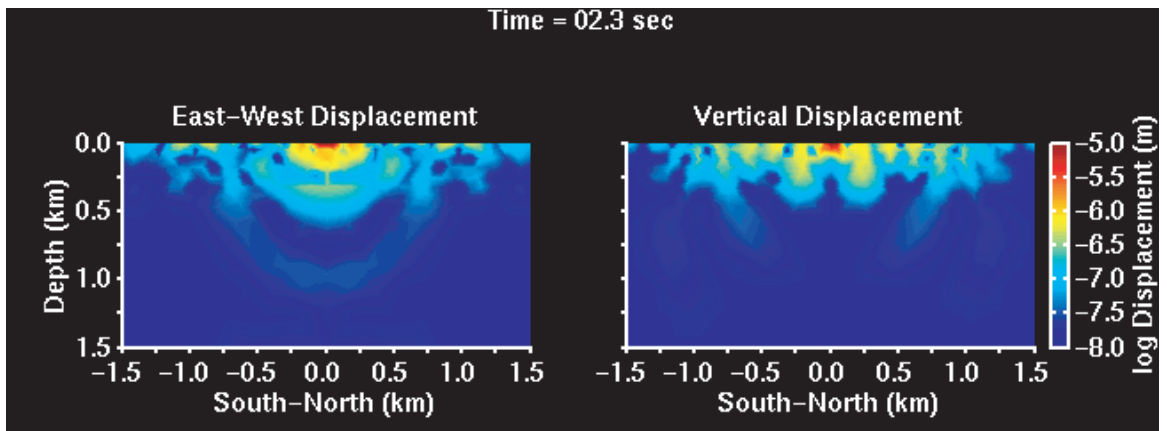 Time = 02.3 sec
East-West Displacement
Vertical Displacement
0.0
0.5
1.0
1.5
Depth (km)
-1.5 -1.0 -0.5 0.0 0.5 1.0 1.5
South-North (km)
-1.5 -1.0 -0.5 0.0 0.5 1.0 1.5
South-North (km)
-5.0
-5.5
-6.0
-6.5
-7.0
-7.5
-8.0
log Displacement (m)